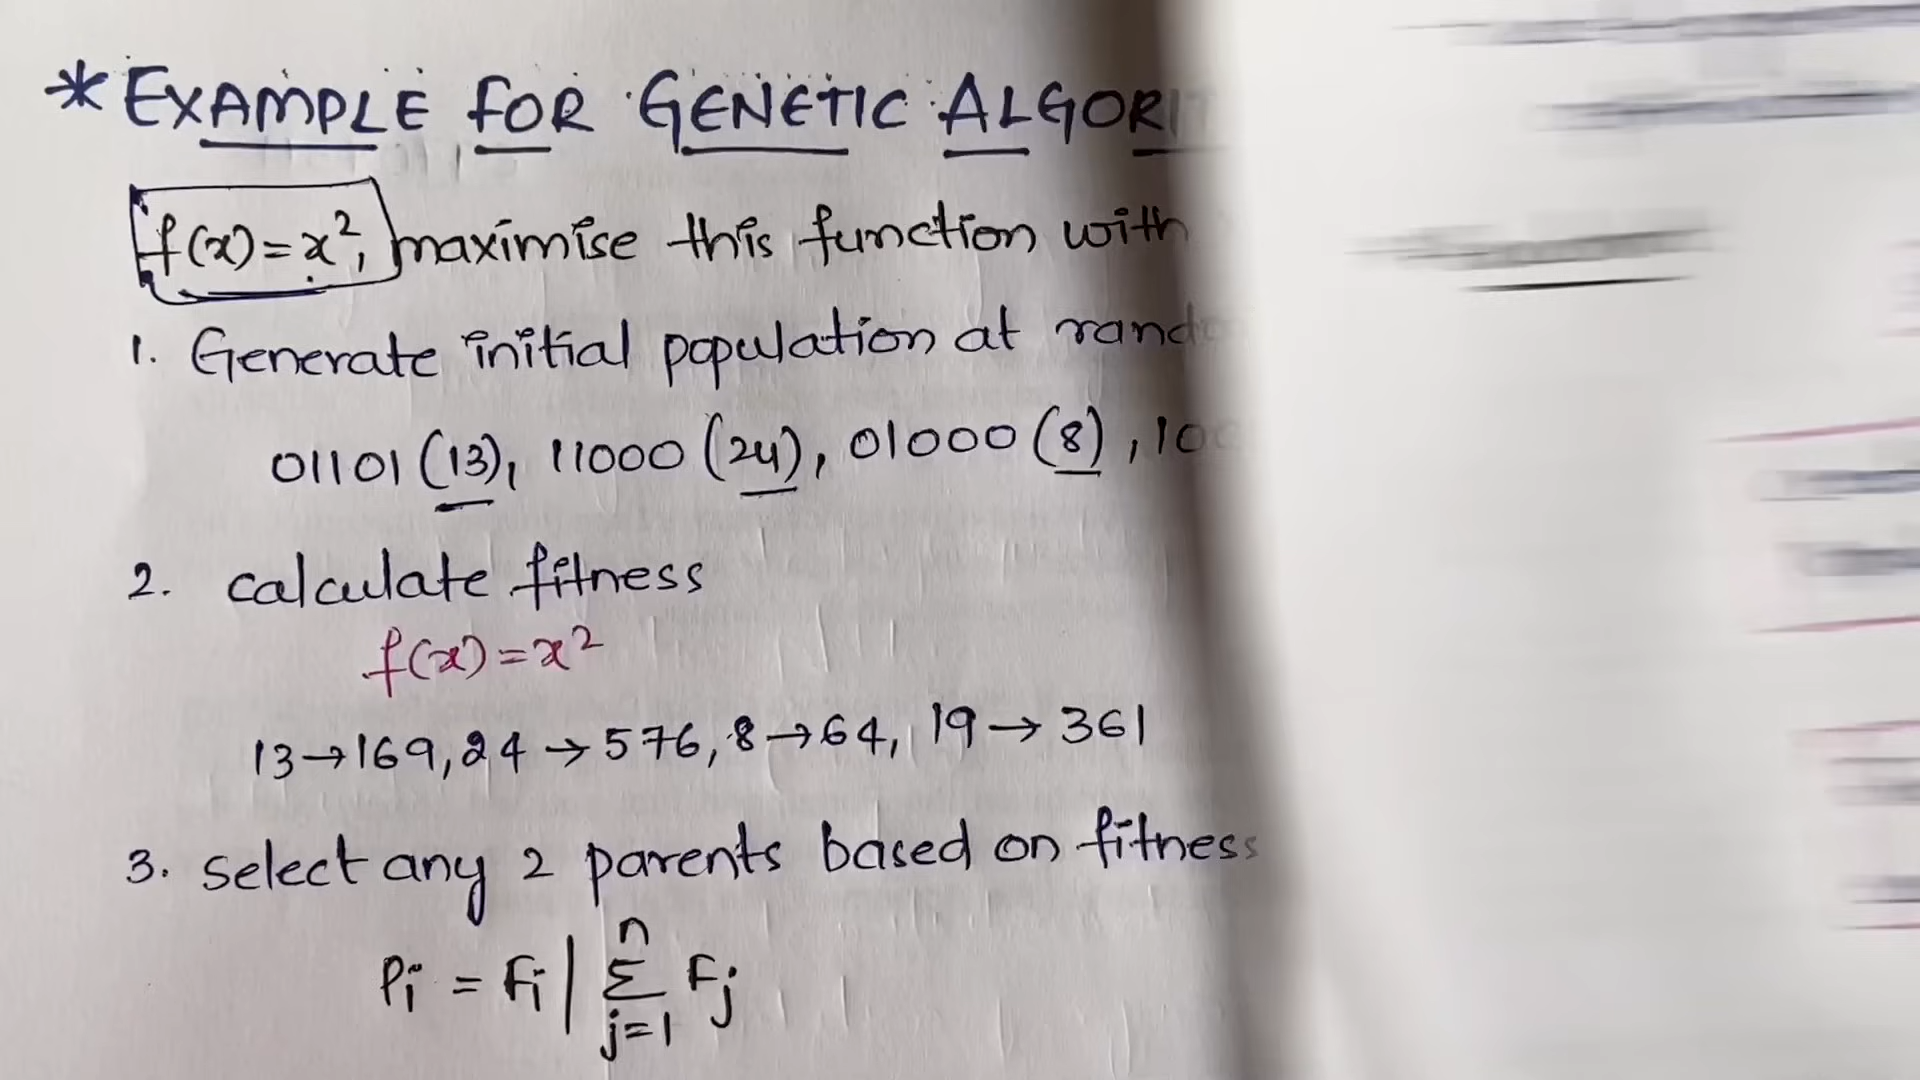 * EXAMPLE FOR GENETIC ALGORI
f(x)=x², maximise this function with
1. Generate initial population at rand
01101 (13), 11000 (24), 01000 (8), 10
2. calculate fitness
f(x)=x²
13→169, 24→576, 8→64, 19→361
3. select any 2 parents based on fitness
Pi = Fi | n Σ j=1 Fj